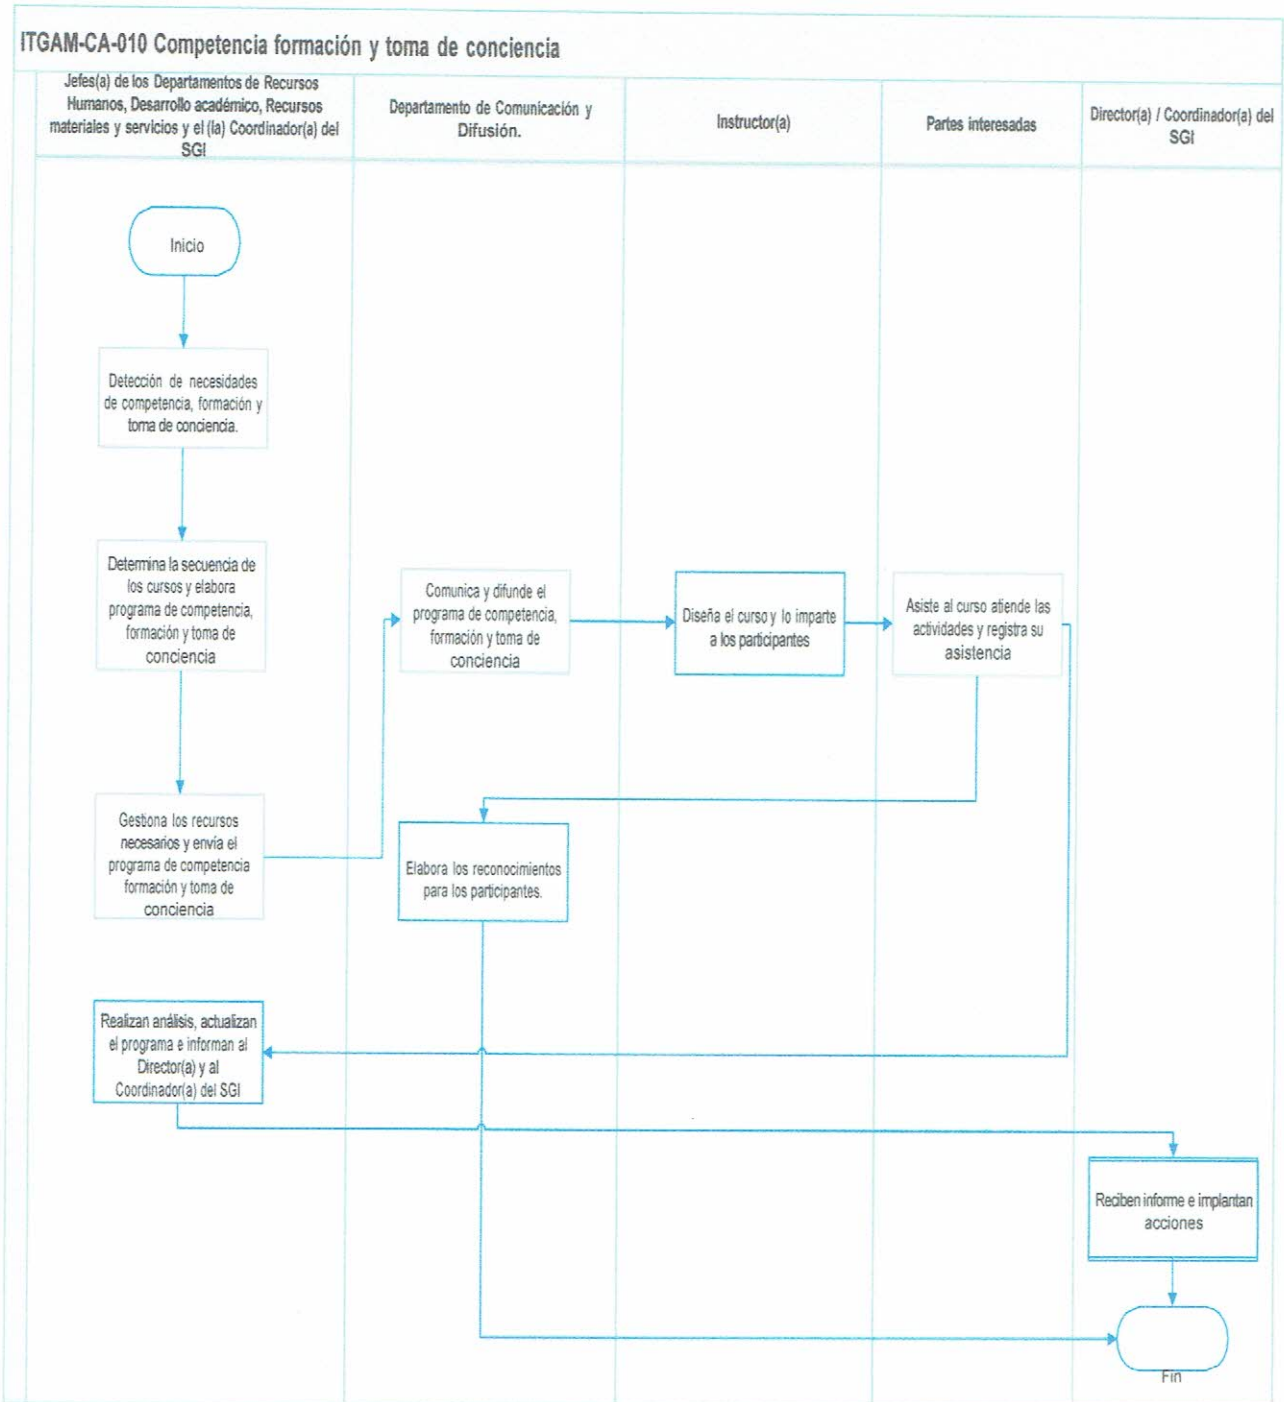 ITGAM-CA-010 Competencia formación y toma de conciencia
Jefes(a) de los Departamentos de Recursos
Humanos, Desarrollo académico, Recursos
materiales y servicios y el (la) Coordinador(a) del
SGI
Departamento de Comunicación y
Difusión.
Instructor(a)
Partes interesadas
Director(a) / Coordinador(a) del
SGI
Inicio
Detección de necesidades
de competencia, formación y
toma de conciencia.
Determina la secuencia de
los cursos y elabora
programa de competencia,
formación y toma de
conciencia
Comunica y difunde el
programa de competencia,
formación y toma de
conciencia
Diseña el curso y lo imparte
a los participantes
Asiste al curso atiende las
actividades y registra su
asistencia
Gestiona los recursos
necesarios y envía el
programa de competencia
formación y toma de
conciencia
Elabora los reconocimientos
para los participantes.
Realizan análisis, actualizan
el programa e informan al
Director(a) y al
Coordinador(a) del SGI
Reciben informe e implantan
acciones
Fin